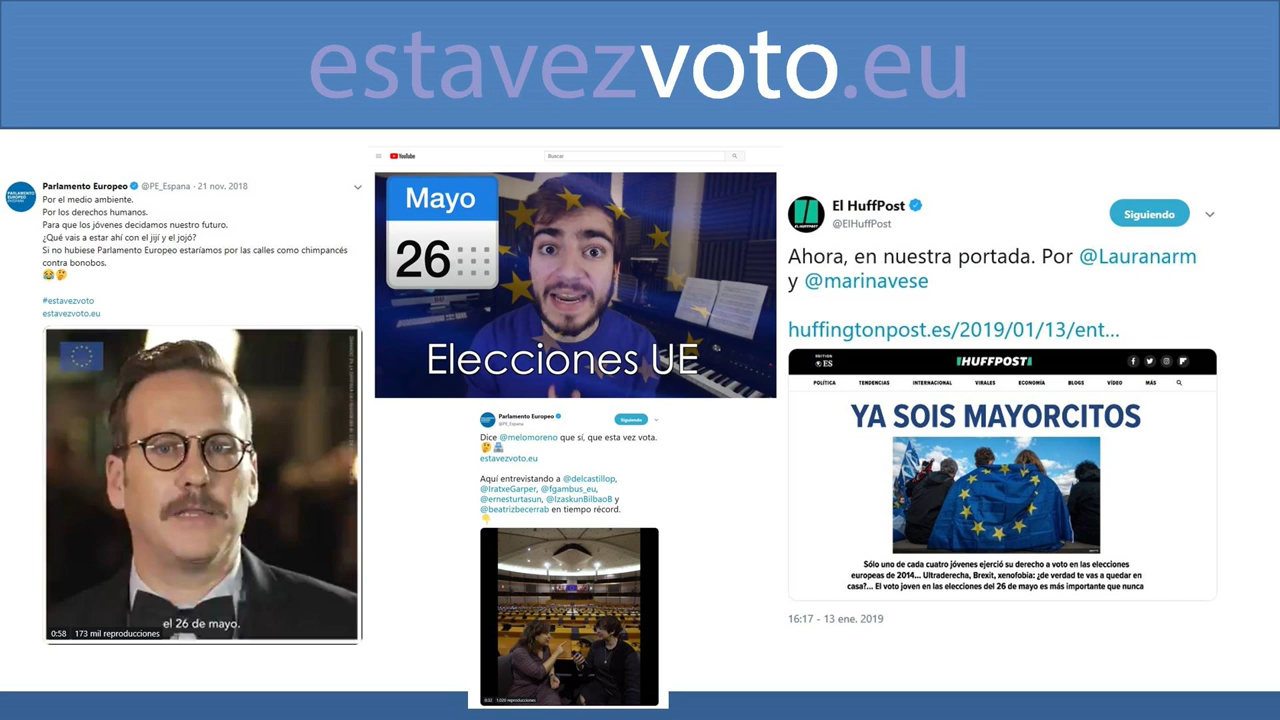 estavezvoto.eu
Parlamento Europeo @PE_Espana - 21 nov. 2018
Por el medio ambiente.
Por los derechos humanos.
Para que los jóvenes decidamos nuestro futuro.
¿Qué vais a estar ahí con el jijí y el jojó?
Si no hubiese Parlamento Europeo estaríamos por las calles como chimpancés
contra bonobos.
😂🤔
#estavezvoto
estavezvoto.eu
el 26 de mayo.
0:58 173 mil reproducciones
YouTube
Buscar
Mayo
26
Elecciones UE
Parlamento Europeo
@PE_Espana
Siguiendo
Dice @melomoreno que sí, que esta vez vota.
estavezvoto.eu
Aquí entrevistando a @delcastillop,
@IratxeGarper, @fgambus_eu,
@ernesturtasun, @IzaskunBilbaoB y
@beatrizbecerrab en tiempo récord.
El HuffPost
@ElHuffPost
Siguiendo
Ahora, en nuestra portada. Por @Lauranarm
y @marinavese
huffingtonpost.es/2019/01/13/ent...
EDITION
ES
HUFFPOST
POLÍTICA TENDENCIAS INTERNACIONAL VIRALES ECONOMÍA BLOGS VÍDEO MÁS
YA SOIS MAYORCITOS
Sólo uno de cada cuatro jóvenes ejerció su derecho a voto en las elecciones
europeas de 2014... Ultraderecha, Brexit, xenofobia: ¿de verdad te vas a quedar en
casa?... El voto joven en las elecciones del 26 de mayo es más importante que nunca
16:17 - 13 ene. 2019